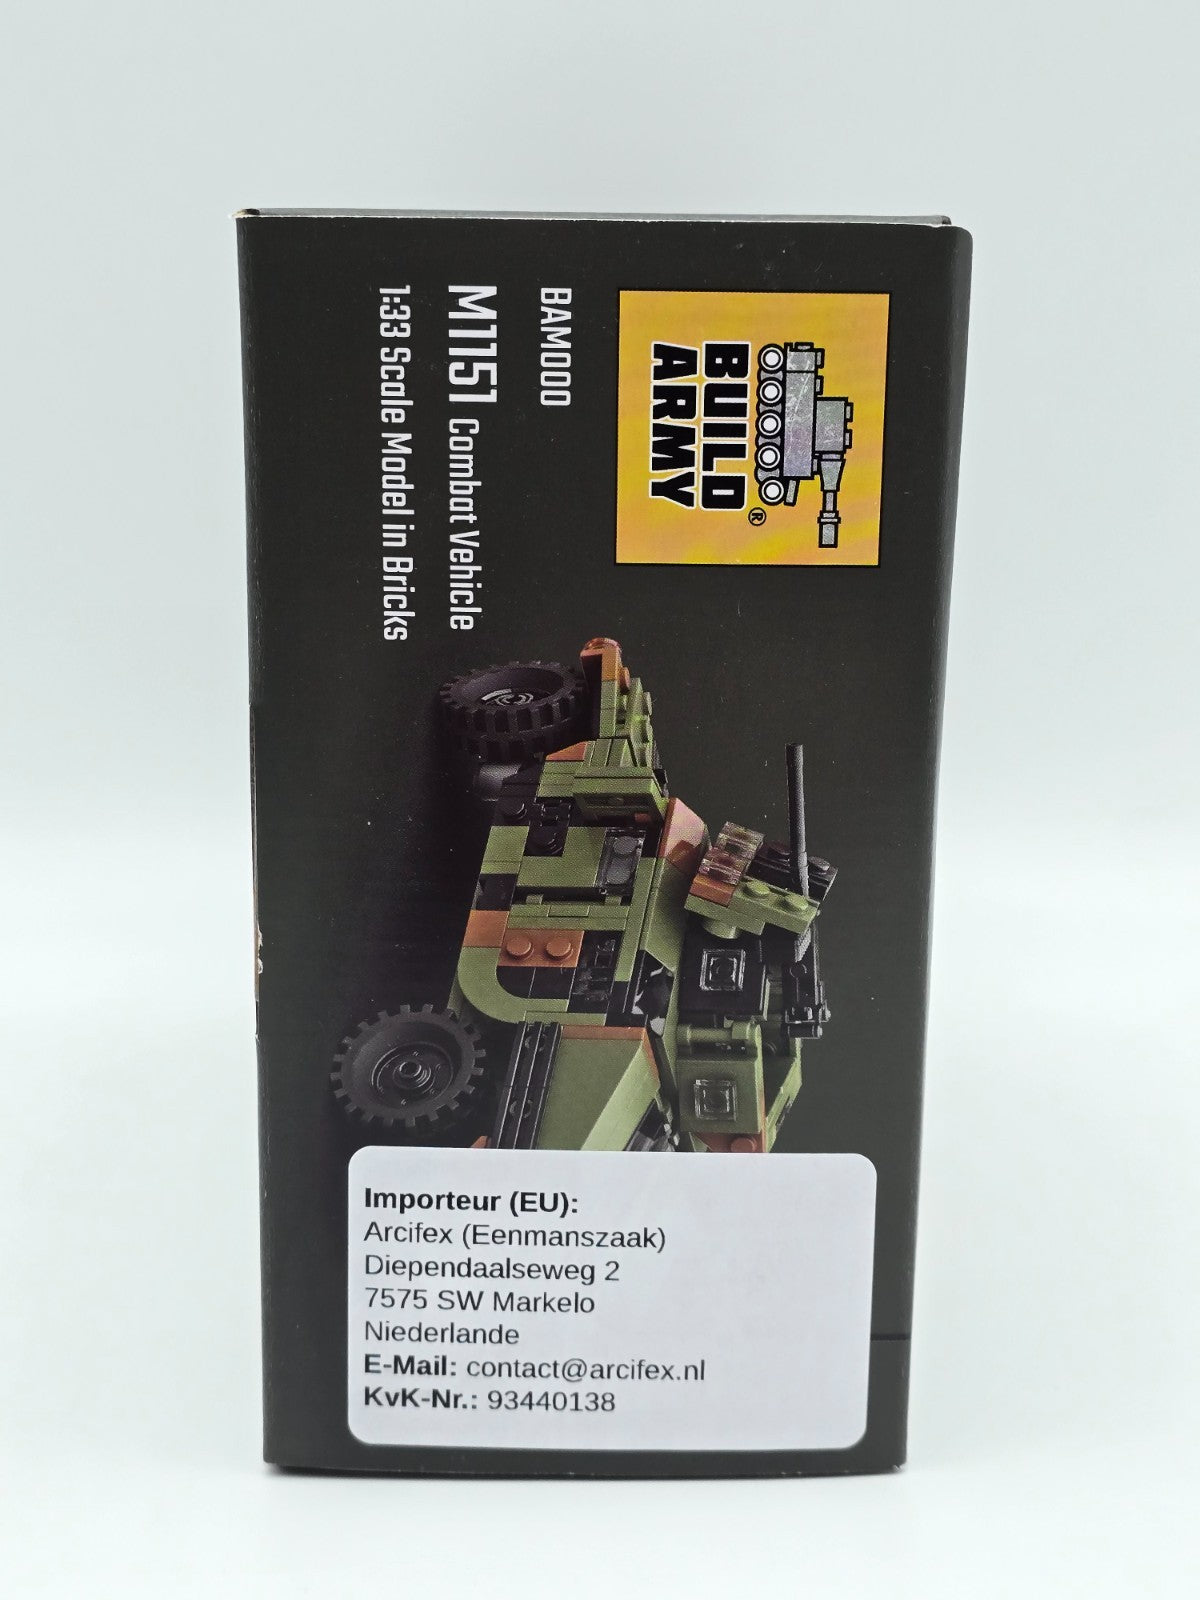 BUILD
ARMY®
BAM000
M1151 Combat Vehicle
1:33 Scale Model in Bricks
Importeur (EU):
Arcifex (Eenmanszaak)
Diependaalseweg 2
7575 SW Markelo
Niederlande
E-Mail: contact@arcifex.nl
KvK-Nr.: 93440138